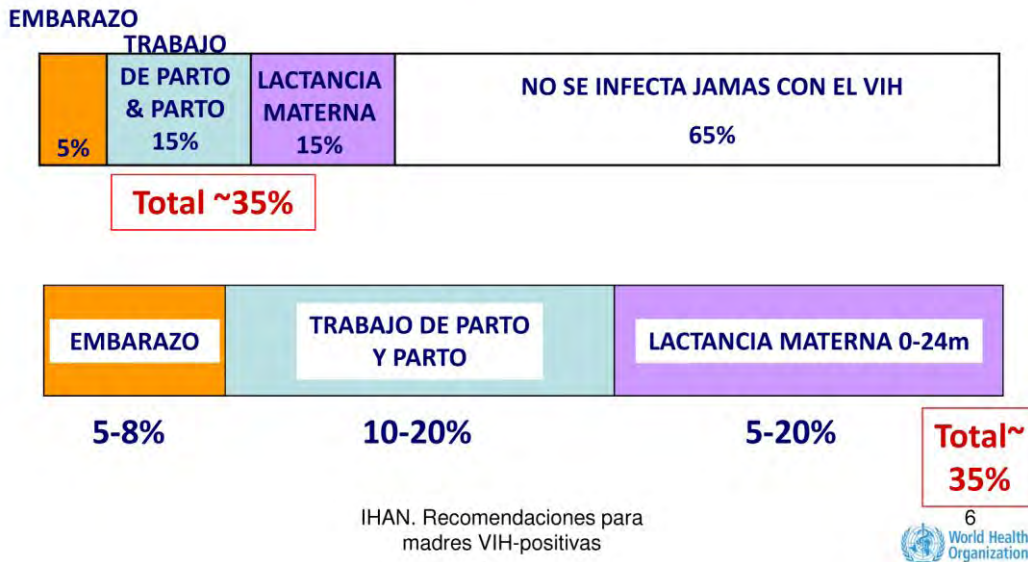 EMBARAZO
5%
TRABAJO
DE PARTO
& PARTO
15%
LACTANCIA
MATERNA
15%
NO SE INFECTA JAMAS CON EL VIH
65%
Total ~35%
EMBARAZO
TRABAJO DE PARTO
Y PARTO
LACTANCIA MATERNA 0-24m
5-8%
10-20%
5-20%
Total~
35%
IHAN. Recomendaciones para
madres VIH-positivas
6
World Health
Organization